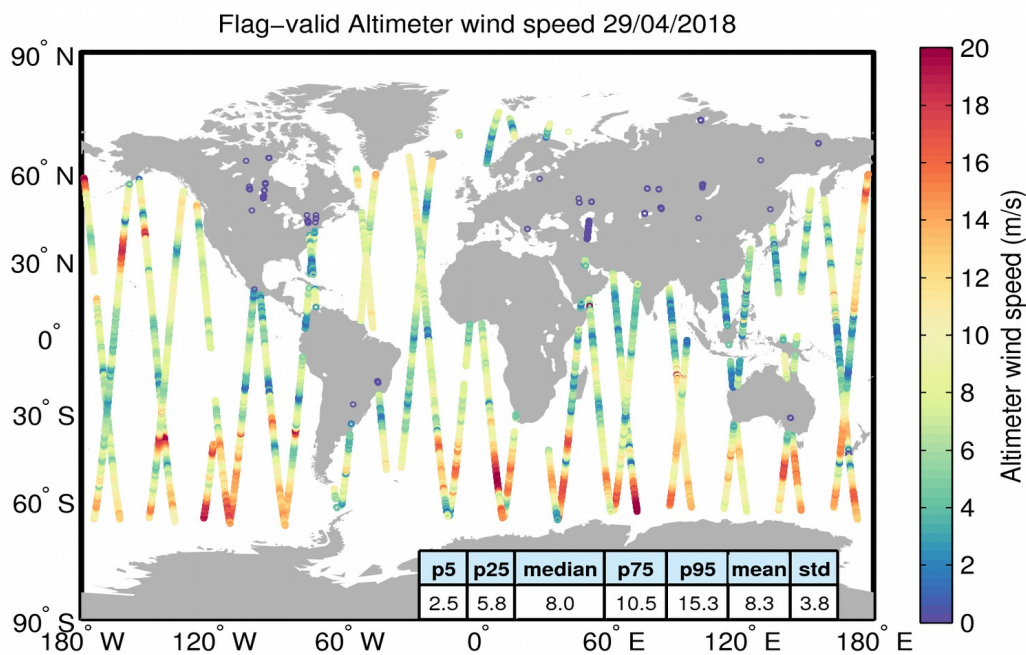 Flag−valid Altimeter wind speed 29/04/2018
90° N
60° N
30° N
0°
30° S
60° S
90° S
180° W
120° W
60° W
0°
60° E
120° E
180° E
p5 p25 median p75 p95 mean std
2.5 5.8 8.0 10.5 15.3 8.3 3.8
20
18
16
14
12
10
8
6
4
2
0
Altimeter wind speed (m/s)